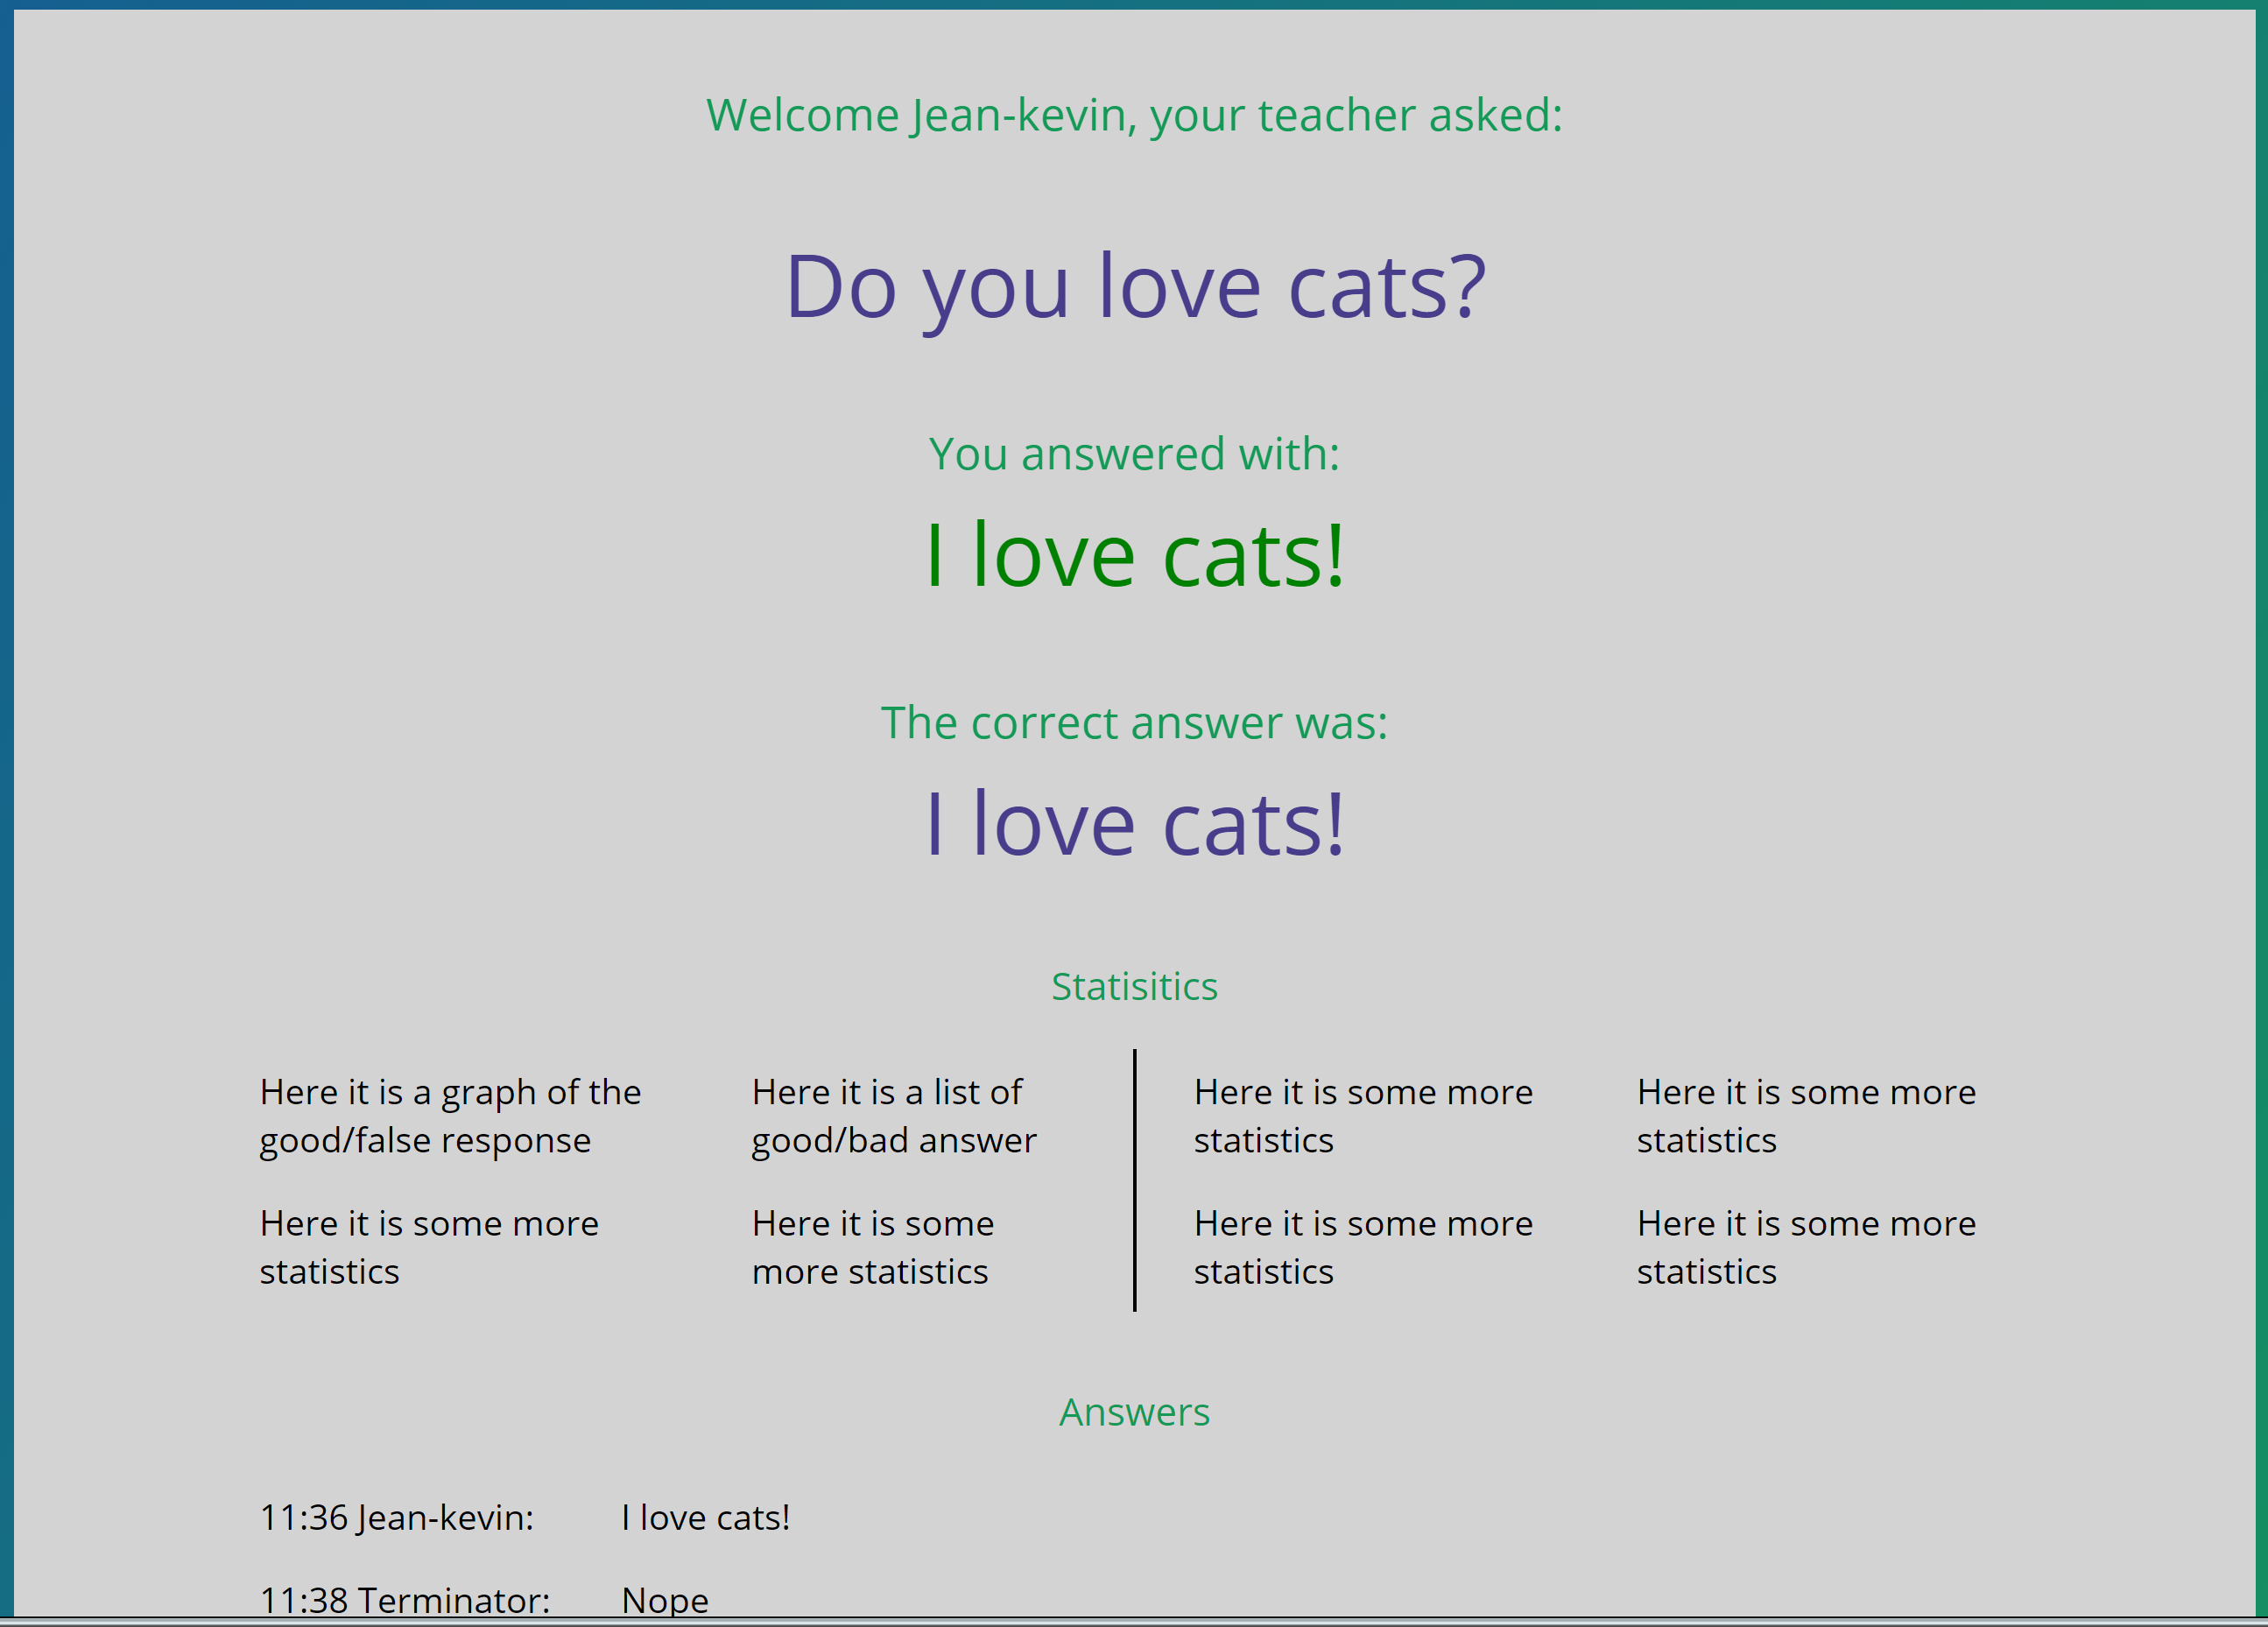 Welcome Jean-kevin, your teacher asked:
Do you love cats?
You answered with:
I love cats!
The correct answer was:
I love cats!
Statisitics
Here it is a graph of the
good/false response
Here it is a list of
good/bad answer
Here it is some more
statistics
Here it is some more
statistics
Here it is some more
statistics
Here it is some
more statistics
Here it is some more
statistics
Here it is some more
statistics
Answers
11:36 Jean-kevin: I love cats!
11:38 Terminator: Nope